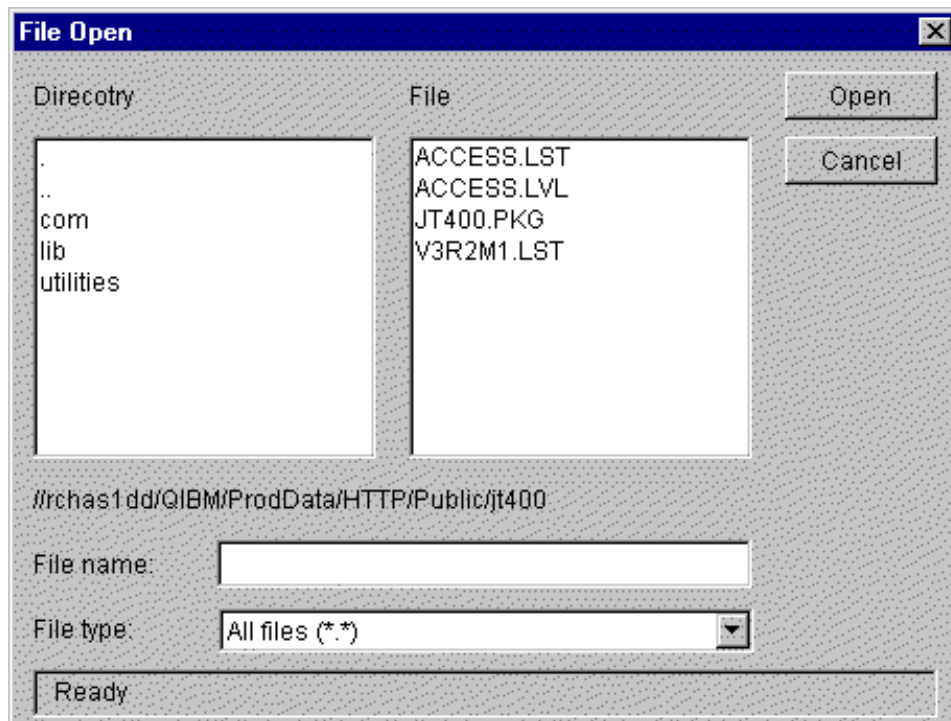 File Open
Direcotry
File
Open
Cancel
.
..
com
lib
utilities
ACCESS.LST
ACCESS.LVL
JT400.PKG
V3R2M1.LST
//rchas1dd/QIBM/ProdData/HTTP/Public/jt400
File name:
File type:
All files (*.*)
Ready